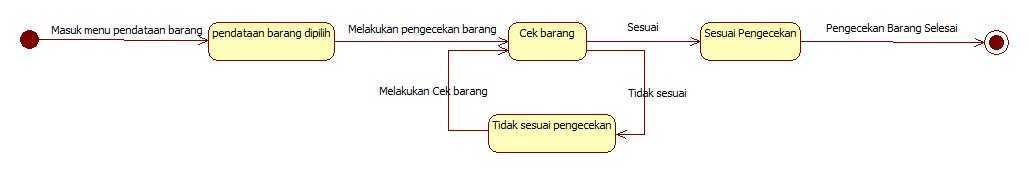 Masuk menu pendataan barang
pendataan barang dipilih
Melakukan pengecekan barang
Cek barang
Sesuai
Sesuai Pengecekan
Pengecekan Barang Selesai
Melakukan Cek barang
Tidak sesuai
Tidak sesuai pengecekan